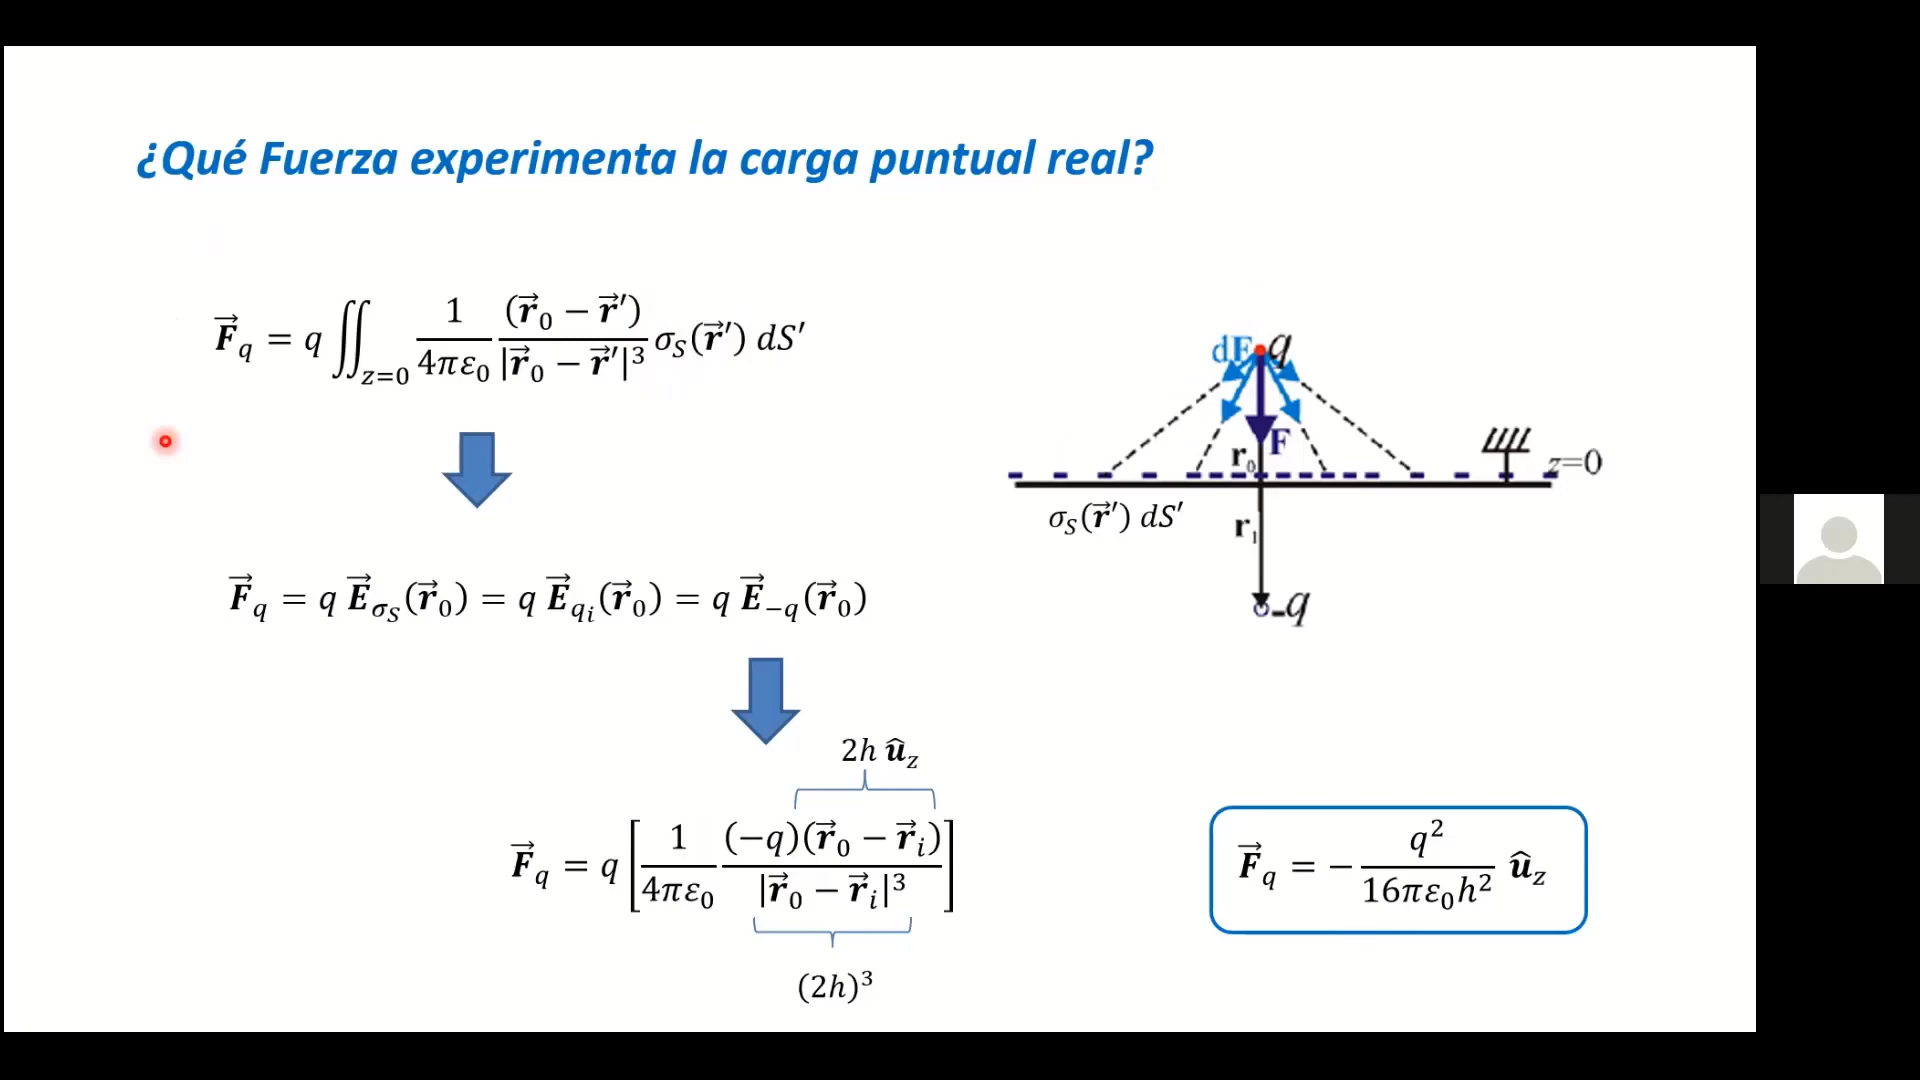 ¿Qué Fuerza experimenta la carga puntual real?
$\vec{F}_q = q \iint_{z=0} \frac{1}{4\pi\varepsilon_0} \frac{(\vec{r}_0 - \vec{r}')}{|\vec{r}_0 - \vec{r}'|^3} \sigma_S(\vec{r}') \, dS'$
dF q
F
r₀
z=0
$\sigma_S(\vec{r}') \, dS'$
r₁
-q
$\vec{F}_q = q \, \vec{E}_{\sigma_S}(\vec{r}_0) = q \, \vec{E}_{q_i}(\vec{r}_0) = q \, \vec{E}_{-q}(\vec{r}_0)$
$2h \, \hat{u}_z$
$\vec{F}_q = q \left[ \frac{1}{4\pi\varepsilon_0} \frac{(-q)(\vec{r}_0 - \vec{r}_i)}{|\vec{r}_0 - \vec{r}_i|^3} \right]$
$(2h)^3$
$\vec{F}_q = -\frac{q^2}{16\pi\varepsilon_0 h^2} \, \hat{u}_z$